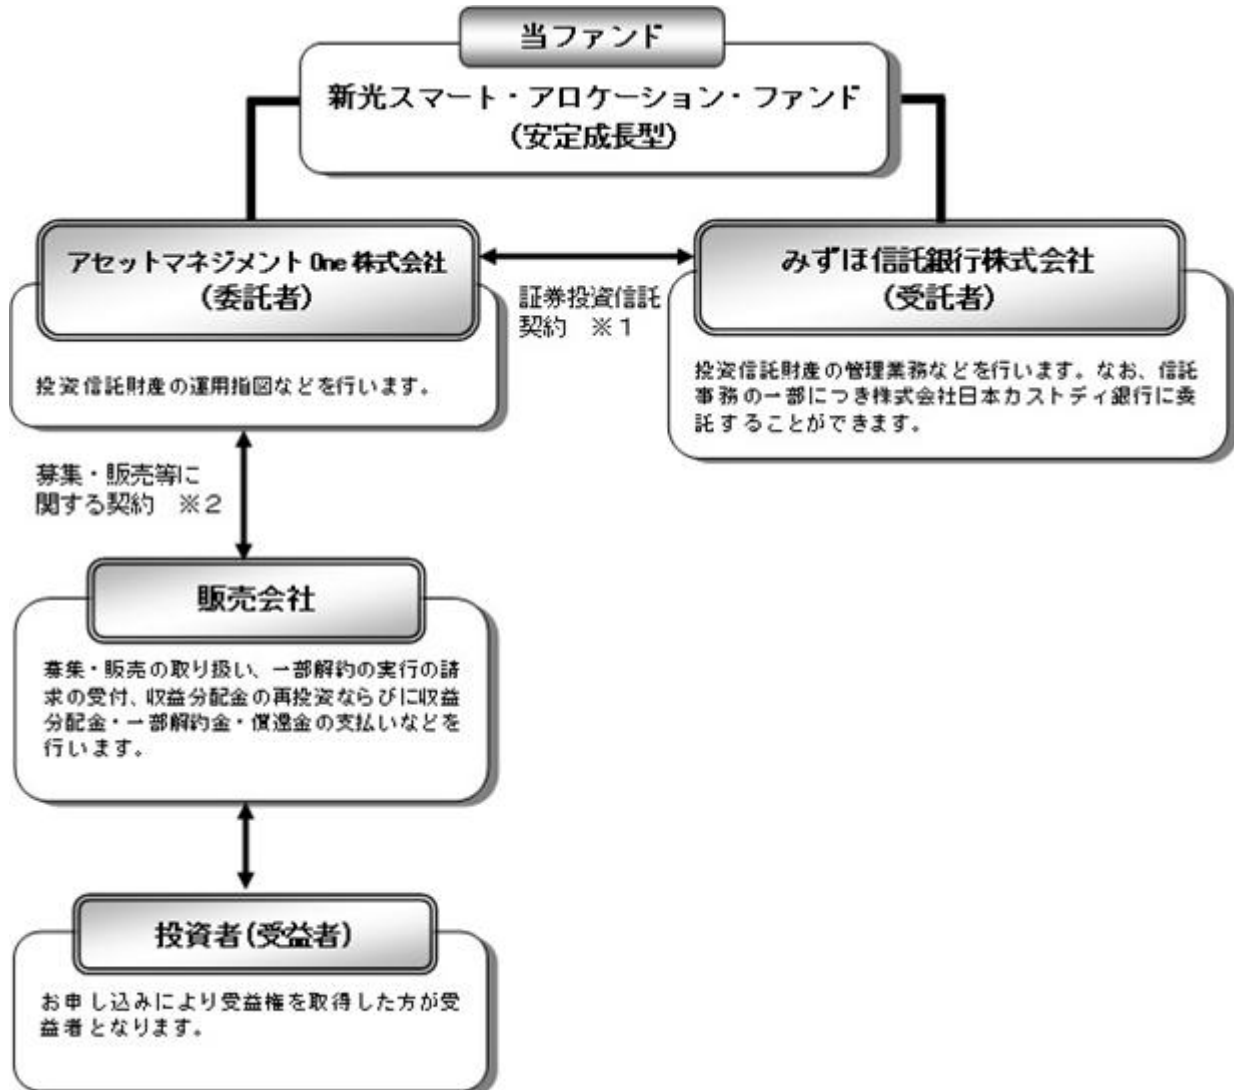 当ファンド
新光スマート・アロケーション・ファンド
(安定成長型)
アセットマネジメントOne株式会社
(委託者)
投資信託財産の運用指図などを行います。
証券投資信託
契約　※1
みずほ信託銀行株式会社
(受託者)
投資信託財産の管理業務などを行います。なお、信託
事務の一部につき株式会社日本カストディ銀行に委
託することができます。
募集・販売等に
関する契約　※2
販売会社
募集・販売の取り扱い、一部解約の実行の請
求の受付、収益分配金の再投資ならびに収益
分配金・一部解約金・償還金の支払いなどを
行います。
投資者(受益者)
お申し込みにより受益権を取得した方が受
益者となります。